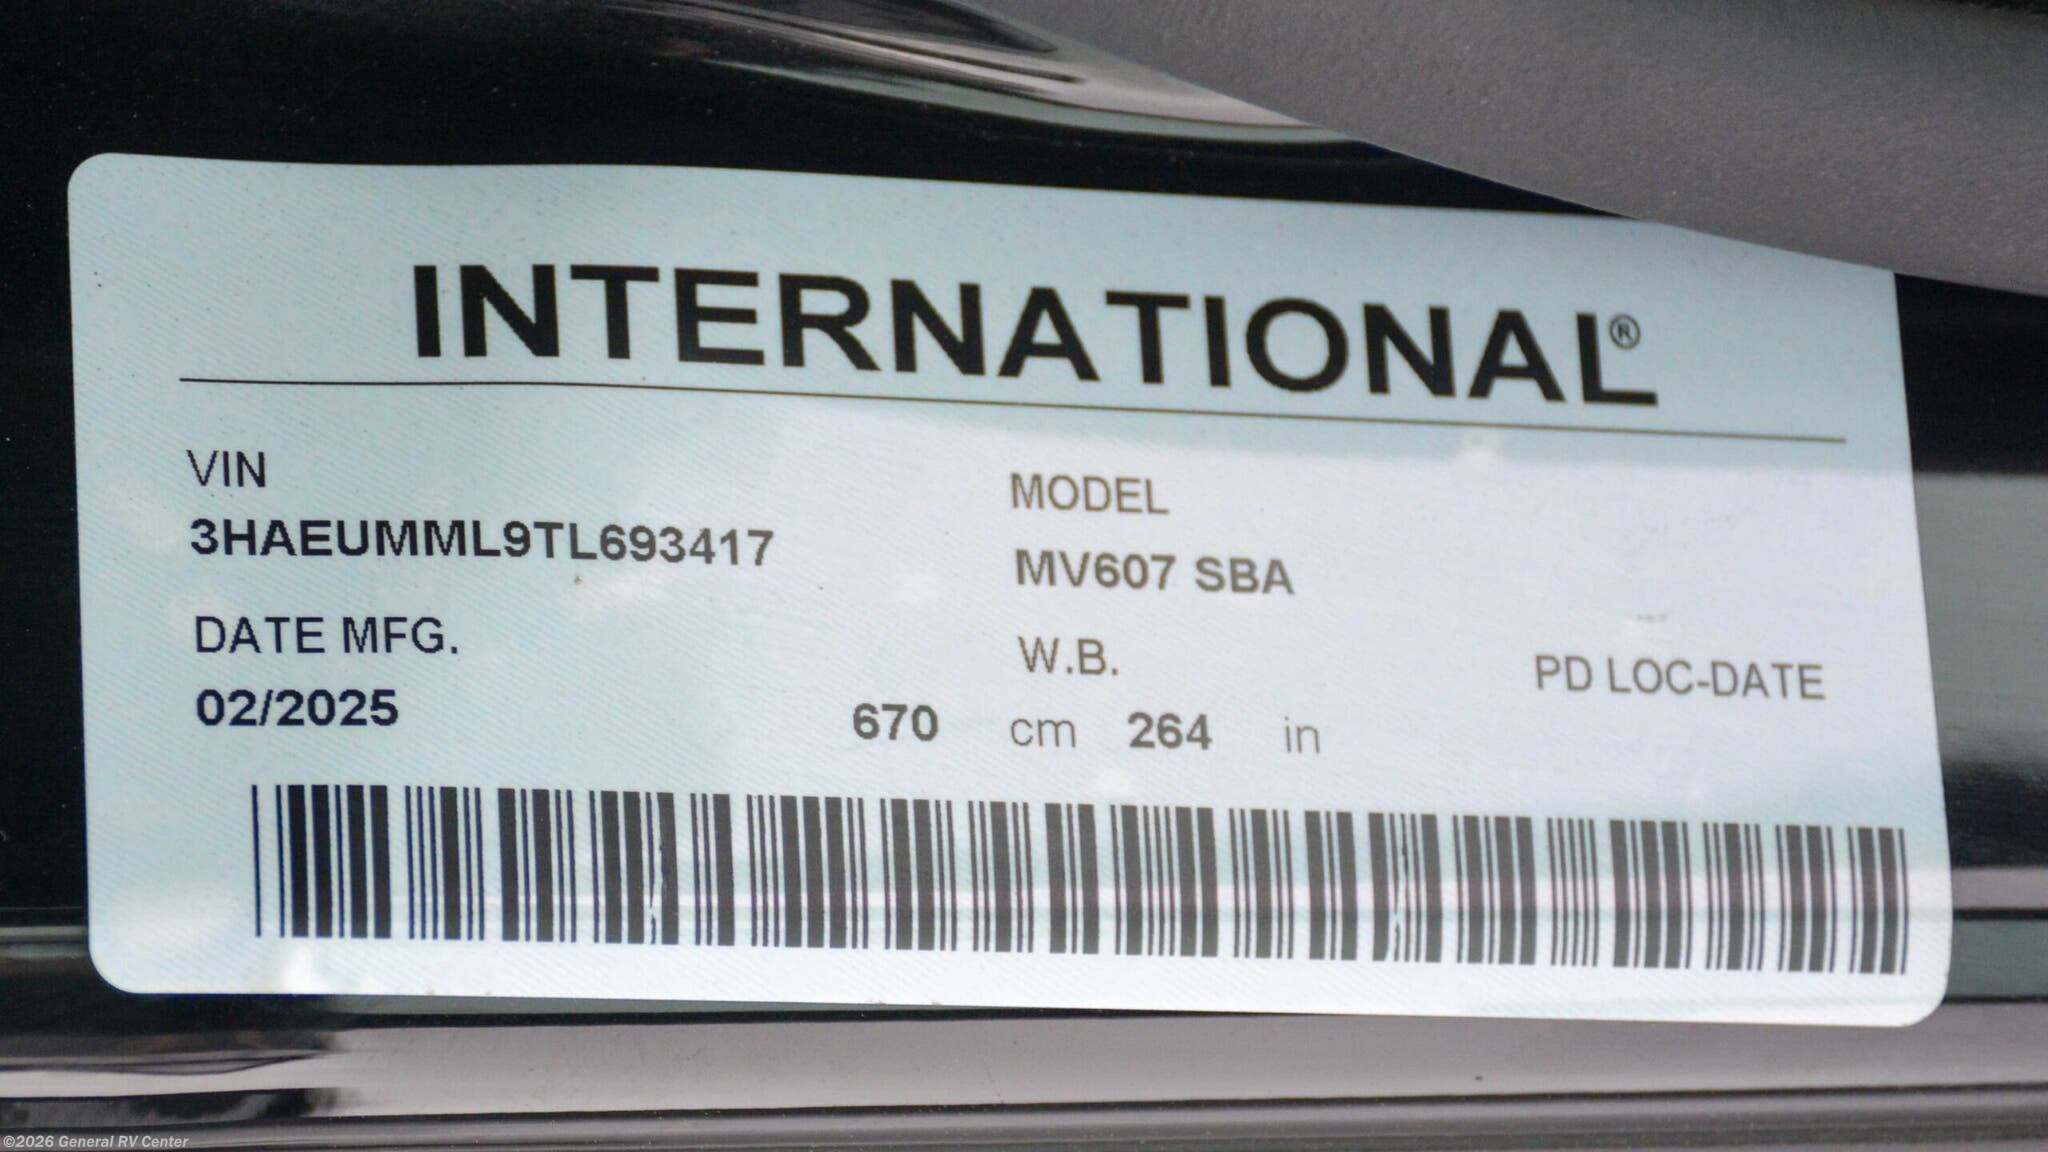 INTERNATIONAL®
VIN
3HAEUMML9TL693417
MODEL
MV607 SBA
DATE MFG.
02/2025
W.B.
670 cm 264 in
PD LOC-DATE
©2026 General RV Center